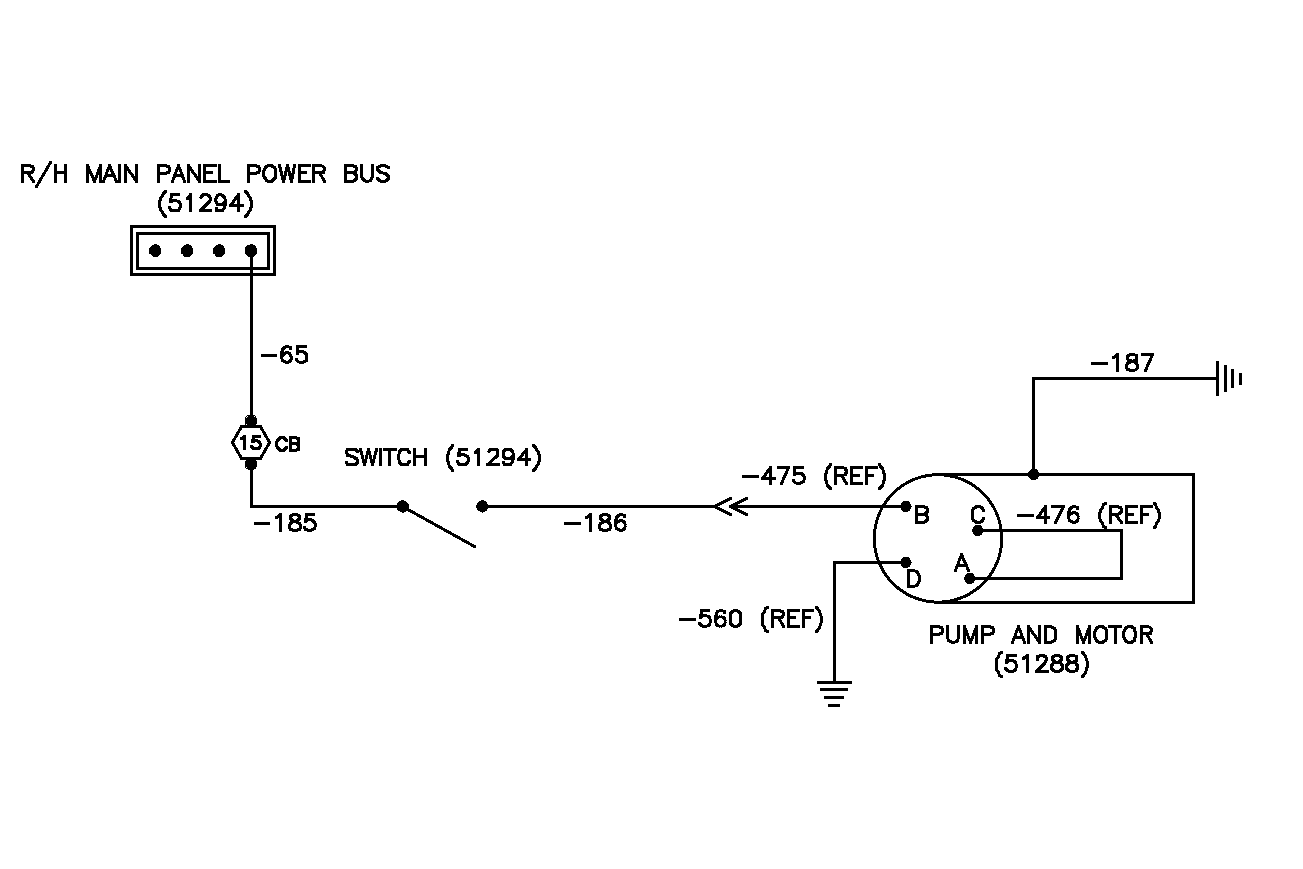 R/H MAIN PANEL POWER BUS
(51294)
-65
-187
15 CB
SWITCH (51294)
-475 (REF)
-185
-186
B
C
-476 (REF)
A
D
-560 (REF)
PUMP AND MOTOR
(51288)